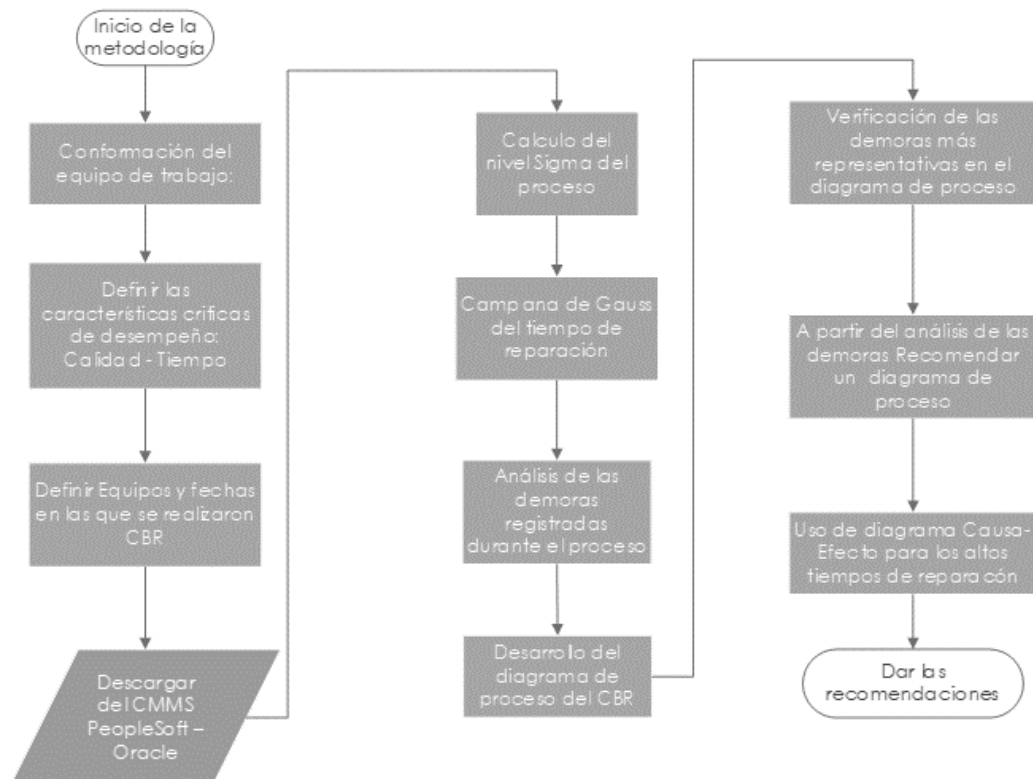 Inicio de la
metodología
Conformación del
equipo de trabajo:
Definir las
características criticas
de desempeño:
Calidad - Tiempo
Definir Equipos y fechas
en las que se realizaron
CBR
Descargar
del CMMS
PeopleSoft –
Oracle
Calculo del
nivel Sigma del
proceso
Campana de Gauss
del tiempo de
reparación
Análisis de las
demoras
registradas
durante el proceso
Desarrollo del
diagrama de
proceso del CBR
Verificación de las
demoras más
representativas en el
diagrama de proceso
A partir del análisis de las
demoras Recomendar
un diagrama de
proceso
Uso de diagrama Causa-
Efecto para los altos
tiempos de reparacón
Dar las
recomendaciones